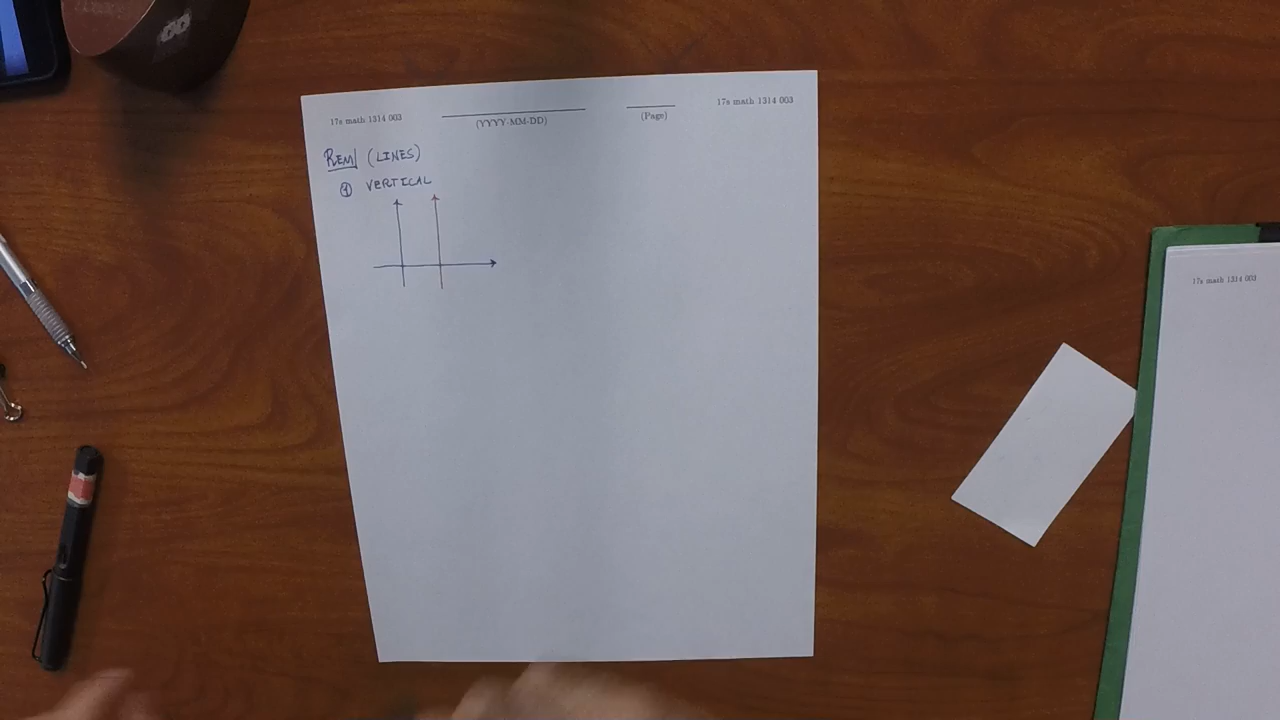 17s math 1314 003
(YYYY-MM-DD)
(Page)
17s math 1314 003
REM (LINES)
① VERTICAL
17s math 1314 003